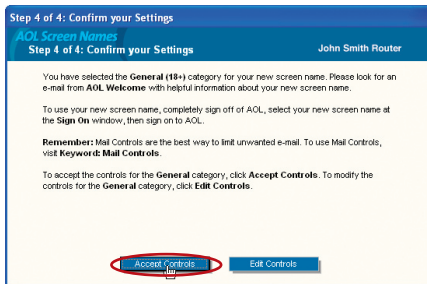 Step 4 of 4: Confirm your Settings
AOL Screen Names
Step 4 of 4: Confirm your Settings
John Smith Router
You have selected the General (18+) category for your new screen name. Please look for an
e-mail from AOL Welcome with helpful information about your new screen name.
To use your new screen name, completely sign off of AOL, select your new screen name at
the Sign On window, then sign on to AOL.
Remember: Mail Controls are the best way to limit unwanted e-mail. To use Mail Controls,
visit Keyword: Mail Controls.
To accept the controls for the General category, click Accept Controls. To modify the
controls for the General category, click Edit Controls.
Accept Controls
Edit Controls